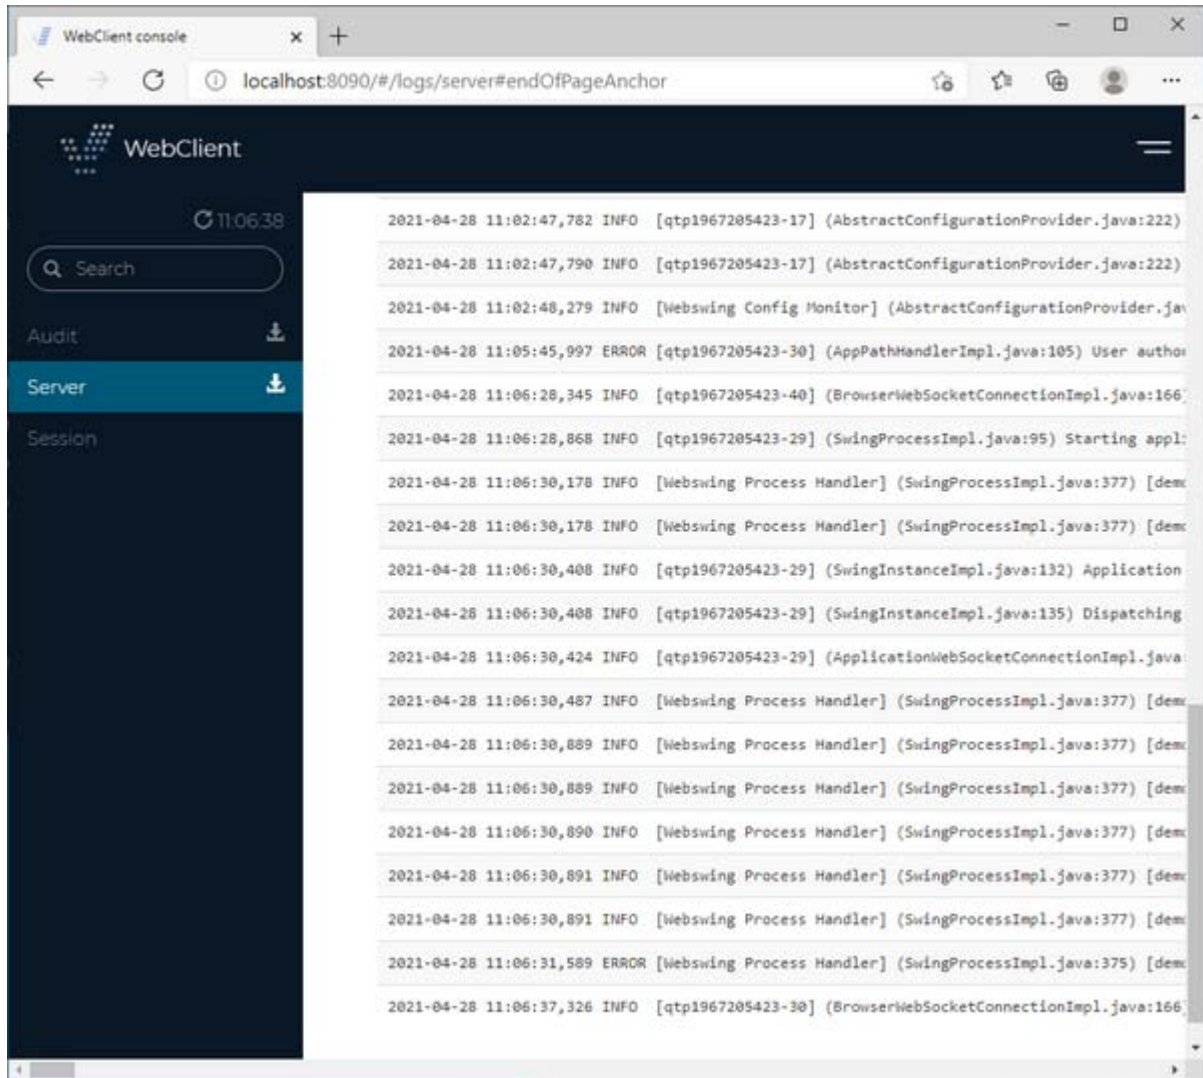 WebClient console
localhost:8090/#/logs/server#endOfPageAnchor
WebClient
11:06:38
Search
Audit
Server
Session
2021-04-28 11:02:47,782 INFO [qtp1967205423-17] (AbstractConfigurationProvider.java:222)
2021-04-28 11:02:47,790 INFO [qtp1967205423-17] (AbstractConfigurationProvider.java:222)
2021-04-28 11:02:48,279 INFO [Webswing Config Monitor] (AbstractConfigurationProvider.jav
2021-04-28 11:05:45,997 ERROR [qtp1967205423-30] (AppPathHandlerImpl.java:105) User author
2021-04-28 11:06:28,345 INFO [qtp1967205423-40] (BrowserWebSocketConnectionImpl.java:166)
2021-04-28 11:06:28,868 INFO [qtp1967205423-29] (SwingProcessImpl.java:95) Starting appl
2021-04-28 11:06:30,178 INFO [Webswing Process Handler] (SwingProcessImpl.java:377) [demo
2021-04-28 11:06:30,178 INFO [Webswing Process Handler] (SwingProcessImpl.java:377) [demo
2021-04-28 11:06:30,408 INFO [qtp1967205423-29] (SwingInstanceImpl.java:132) Application
2021-04-28 11:06:30,408 INFO [qtp1967205423-29] (SwingInstanceImpl.java:135) Dispatching
2021-04-28 11:06:30,424 INFO [qtp1967205423-29] (ApplicationWebSocketConnectionImpl.java:
2021-04-28 11:06:30,487 INFO [Webswing Process Handler] (SwingProcessImpl.java:377) [demo
2021-04-28 11:06:30,889 INFO [Webswing Process Handler] (SwingProcessImpl.java:377) [demo
2021-04-28 11:06:30,889 INFO [Webswing Process Handler] (SwingProcessImpl.java:377) [demo
2021-04-28 11:06:30,890 INFO [Webswing Process Handler] (SwingProcessImpl.java:377) [demo
2021-04-28 11:06:30,891 INFO [Webswing Process Handler] (SwingProcessImpl.java:377) [demo
2021-04-28 11:06:30,891 INFO [Webswing Process Handler] (SwingProcessImpl.java:377) [demo
2021-04-28 11:06:31,589 ERROR [Webswing Process Handler] (SwingProcessImpl.java:375) [demo
2021-04-28 11:06:37,326 INFO [qtp1967205423-30] (BrowserWebSocketConnectionImpl.java:166)